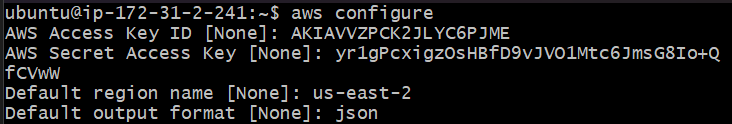 ubuntu@ip-172-31-2-241:~$ aws configure
AWS Access Key ID [None]: AKIAVVZPCK2JLYC6PJME
AWS Secret Access Key [None]: yr1gPcxigzOsHBfD9vJVO1Mtc6JmsG8Io+Q
fCVwW
Default region name [None]: us-east-2
Default output format [None]: json